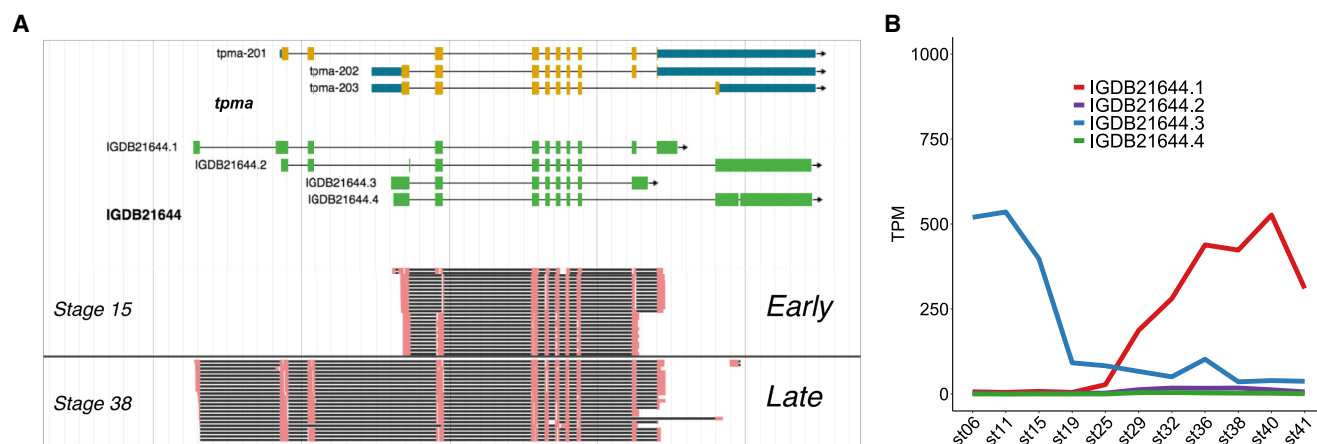 A
tpma-201
tpma-202
tpma-203
tpma
IGDB21644.1
IGDB21644.2
IGDB21644.3
IGDB21644.4
IGDB21644
Stage 15
Early
Stage 38
Late
B
1000
750
500
250
0
TPM
IGDB21644.1
IGDB21644.2
IGDB21644.3
IGDB21644.4
st06
st11
st15
st19
st25
st29
st32
st36
st38
st40
st41